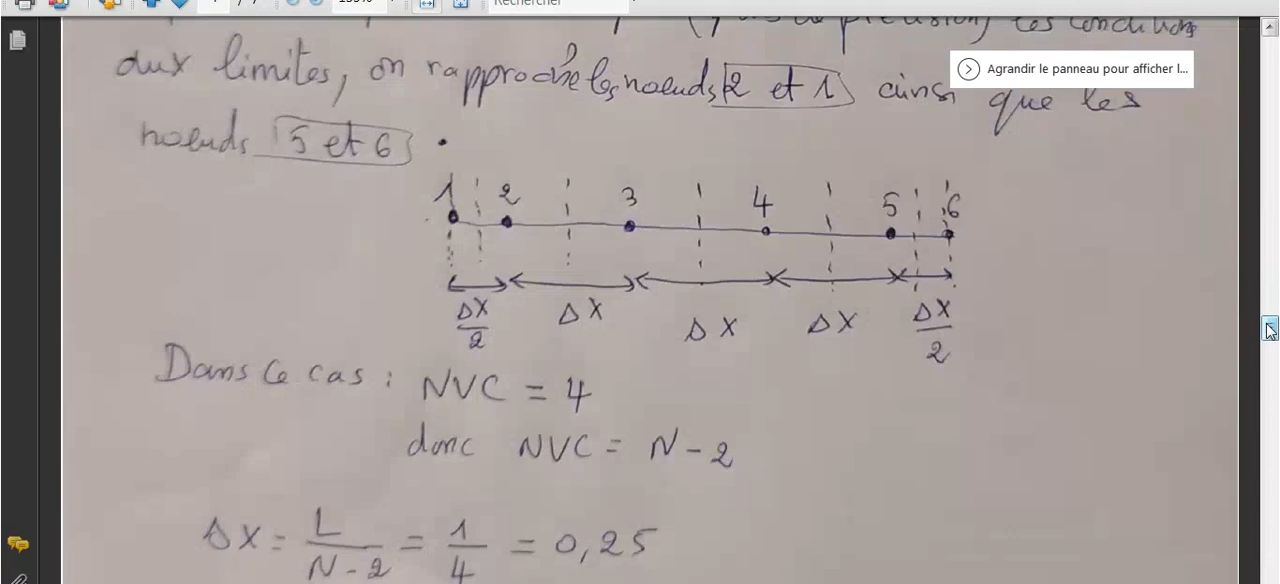 Rechercher
les conditions
aux limites, on rapproche les noeuds 2 et 1 ainsi que les
Agrandir le panneau pour afficher l...
noeuds 5 et 6.
1 2 3 4 5 6
ΔX/2 ΔX ΔX ΔX ΔX/2
Dans ce cas : NVC = 4
donc NVC = N - 2
ΔX = L/(N-2) = 1/4 = 0,25